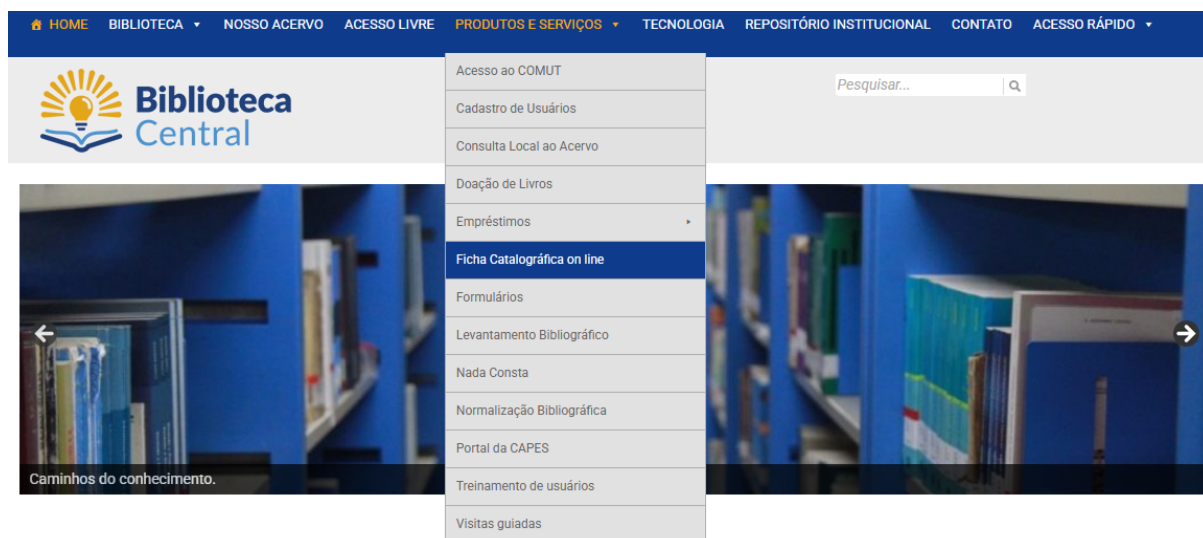 HOME BIBLIOTECA NOSSO ACERVO ACESSO LIVRE PRODUTOS E SERVIÇOS TECNOLOGIA REPOSITÓRIO INSTITUCIONAL CONTATO ACESSO RÁPIDO
Biblioteca
Central
Pesquisar...
Acesso ao COMUT
Cadastro de Usuários
Consulta Local ao Acervo
Doação de Livros
Empréstimos
Ficha Catalográfica on line
Formulários
Levantamento Bibliográfico
Nada Consta
Normalização Bibliográfica
Portal da CAPES
Treinamento de usuários
Visitas guiadas
Caminhos do conhecimento.